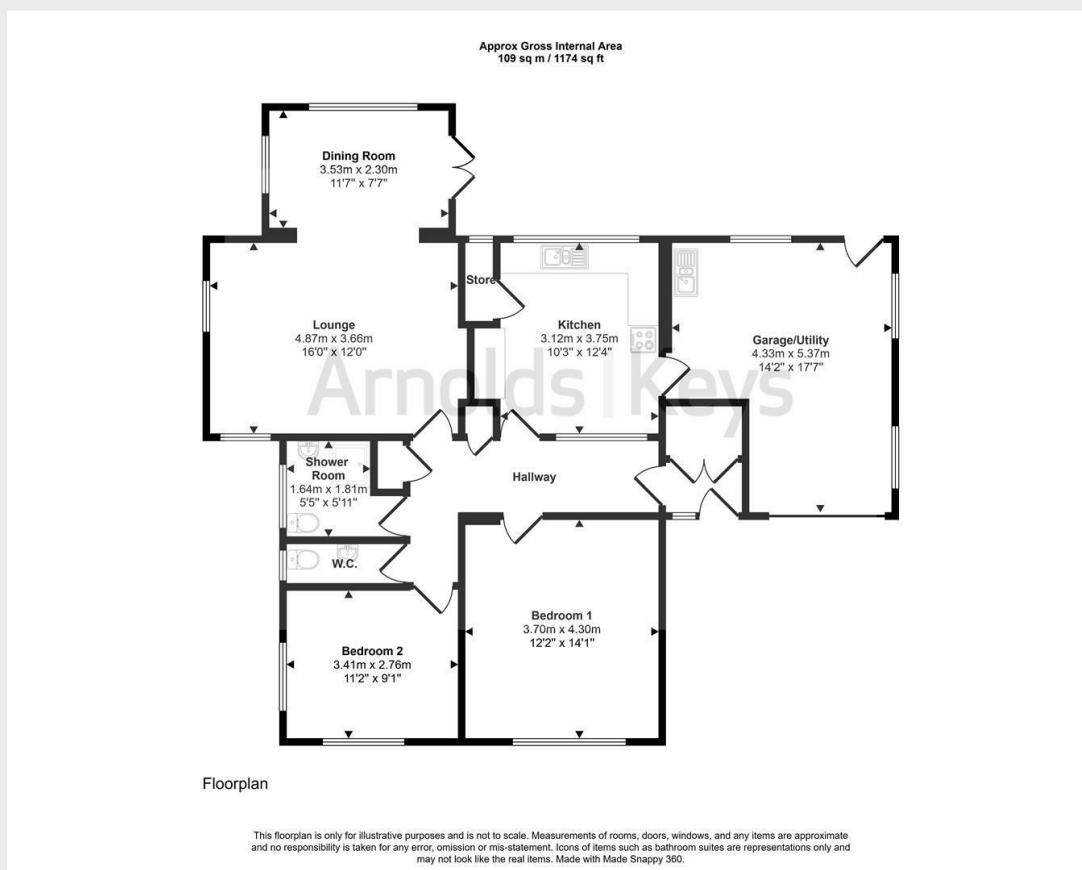 Approx Gross Internal Area
109 sq m / 1174 sq ft
Dining Room
3.53m x 2.30m
11'7" x 7'7"
Store
Lounge
4.87m x 3.66m
16'0" x 12'0"
Kitchen
3.12m x 3.75m
10'3" x 12'4"
Garage/Utility
4.33m x 5.37m
14'2" x 17'7"
Arnolds | Keys
Shower
Room
1.64m x 1.81m
5'5" x 5'11"
Hallway
W.C.
Bedroom 1
3.70m x 4.30m
12'2" x 14'1"
Bedroom 2
3.41m x 2.76m
11'2" x 9'1"
Floorplan
This floorplan is only for illustrative purposes and is not to scale. Measurements of rooms, doors, windows, and any items are approximate
and no responsibility is taken for any error, omission or mis-statement. Icons of items such as bathroom suites are representations only and
may not look like the real items. Made with Made Snappy 360.